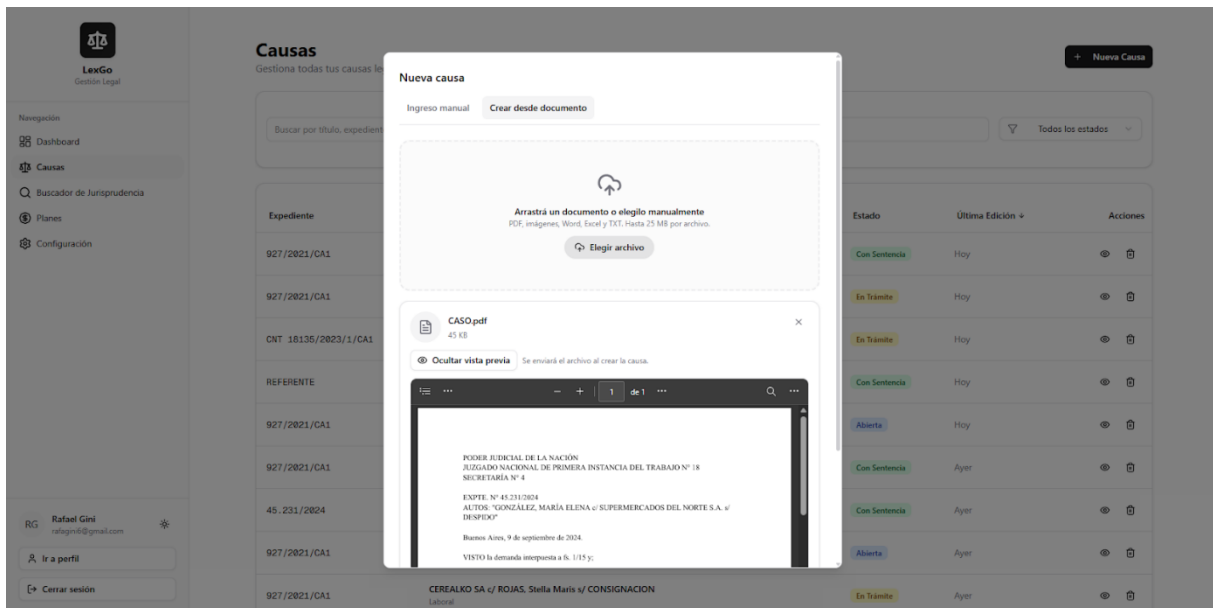 LexGo
Gestión Legal
Navegación
Dashboard
Causas
Buscador de Jurisprudencia
Planes
Configuración
RG
Rafael Gini
rafagini6@gmail.com
Ir a perfil
Cerrar sesión
Causas
Gestiona todas tus causas le
+ Nueva Causa
Buscar por título, expedient
Todos los estados
Expediente
Estado
Última Edición ↓
Acciones
927/2021/CA1
Con Sentencia
Hoy
927/2021/CA1
En Trámite
Hoy
CNT 18135/2023/1/CA1
En Trámite
Hoy
REFERENTE
Con Sentencia
Hoy
927/2021/CA1
Abierta
Hoy
927/2021/CA1
Con Sentencia
Ayer
45.231/2024
Con Sentencia
Ayer
927/2021/CA1
Abierta
Ayer
927/2021/CA1
CEREALKO SA c/ ROJAS, Stella Maris s/ CONSIGNACION
Laboral
En Trámite
Ayer
Nueva causa
Ingreso manual
Crear desde documento
Arrastrá un documento o elegilo manualmente
PDF, imágenes, Word, Excel y TXT. Hasta 25 MB por archivo.
Elegir archivo
CASO.pdf
45 KB
Ocultar vista previa
Se enviará el archivo al crear la causa.
1 de 1
PODER JUDICIAL DE LA NACIÓN
JUZGADO NACIONAL DE PRIMERA INSTANCIA DEL TRABAJO Nº 18
SECRETARÍA Nº 4
EXPTE. Nº 45.231/2024
AUTOS: "GONZÁLEZ, MARÍA ELENA c/ SUPERMERCADOS DEL NORTE S.A. s/
DESPIDO"
Buenos Aires, 9 de septiembre de 2024.
VISTO la demanda interpuesta a fs. 1/15 y;